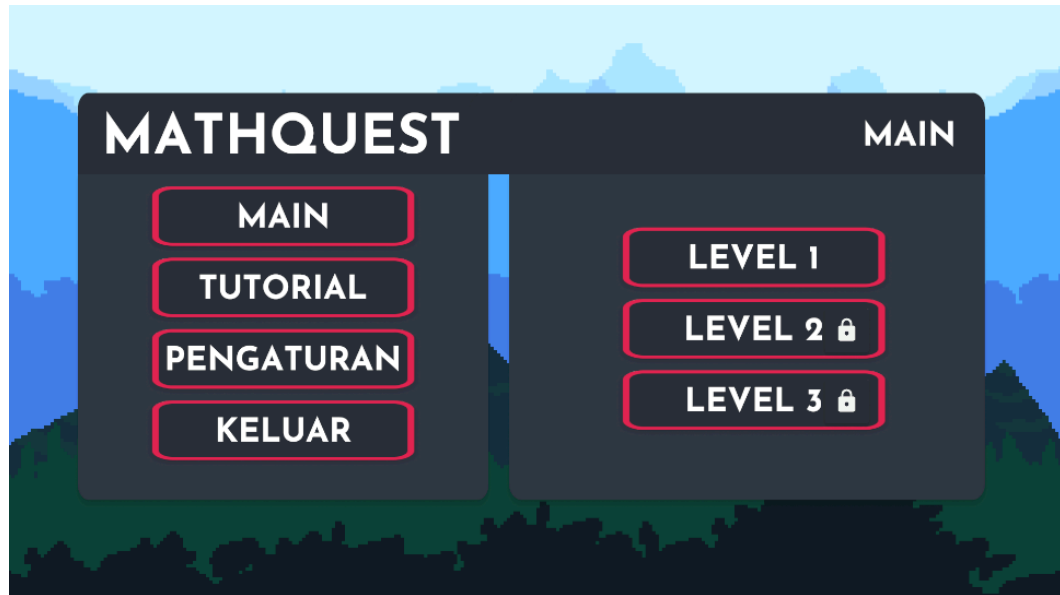 MATHQUEST
MAIN
MAIN
TUTORIAL
PENGATURAN
KELUAR
LEVEL 1
LEVEL 2
LEVEL 3